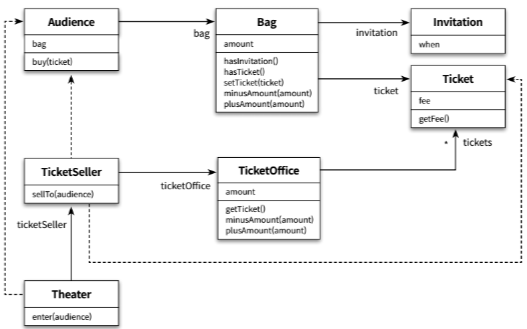 Audience
bag
buy(ticket)
bag
Bag
amount
hasInvitation()
hasTicket()
setTicket(ticket)
minusAmount(amount)
plusAmount(amount)
invitation
Invitation
when
ticket
Ticket
fee
getFee()
* tickets
TicketSeller
sellTo(audience)
ticketOffice
TicketOffice
amount
getTicket()
minusAmount(amount)
plusAmount(amount)
ticketSeller
Theater
enter(audience)